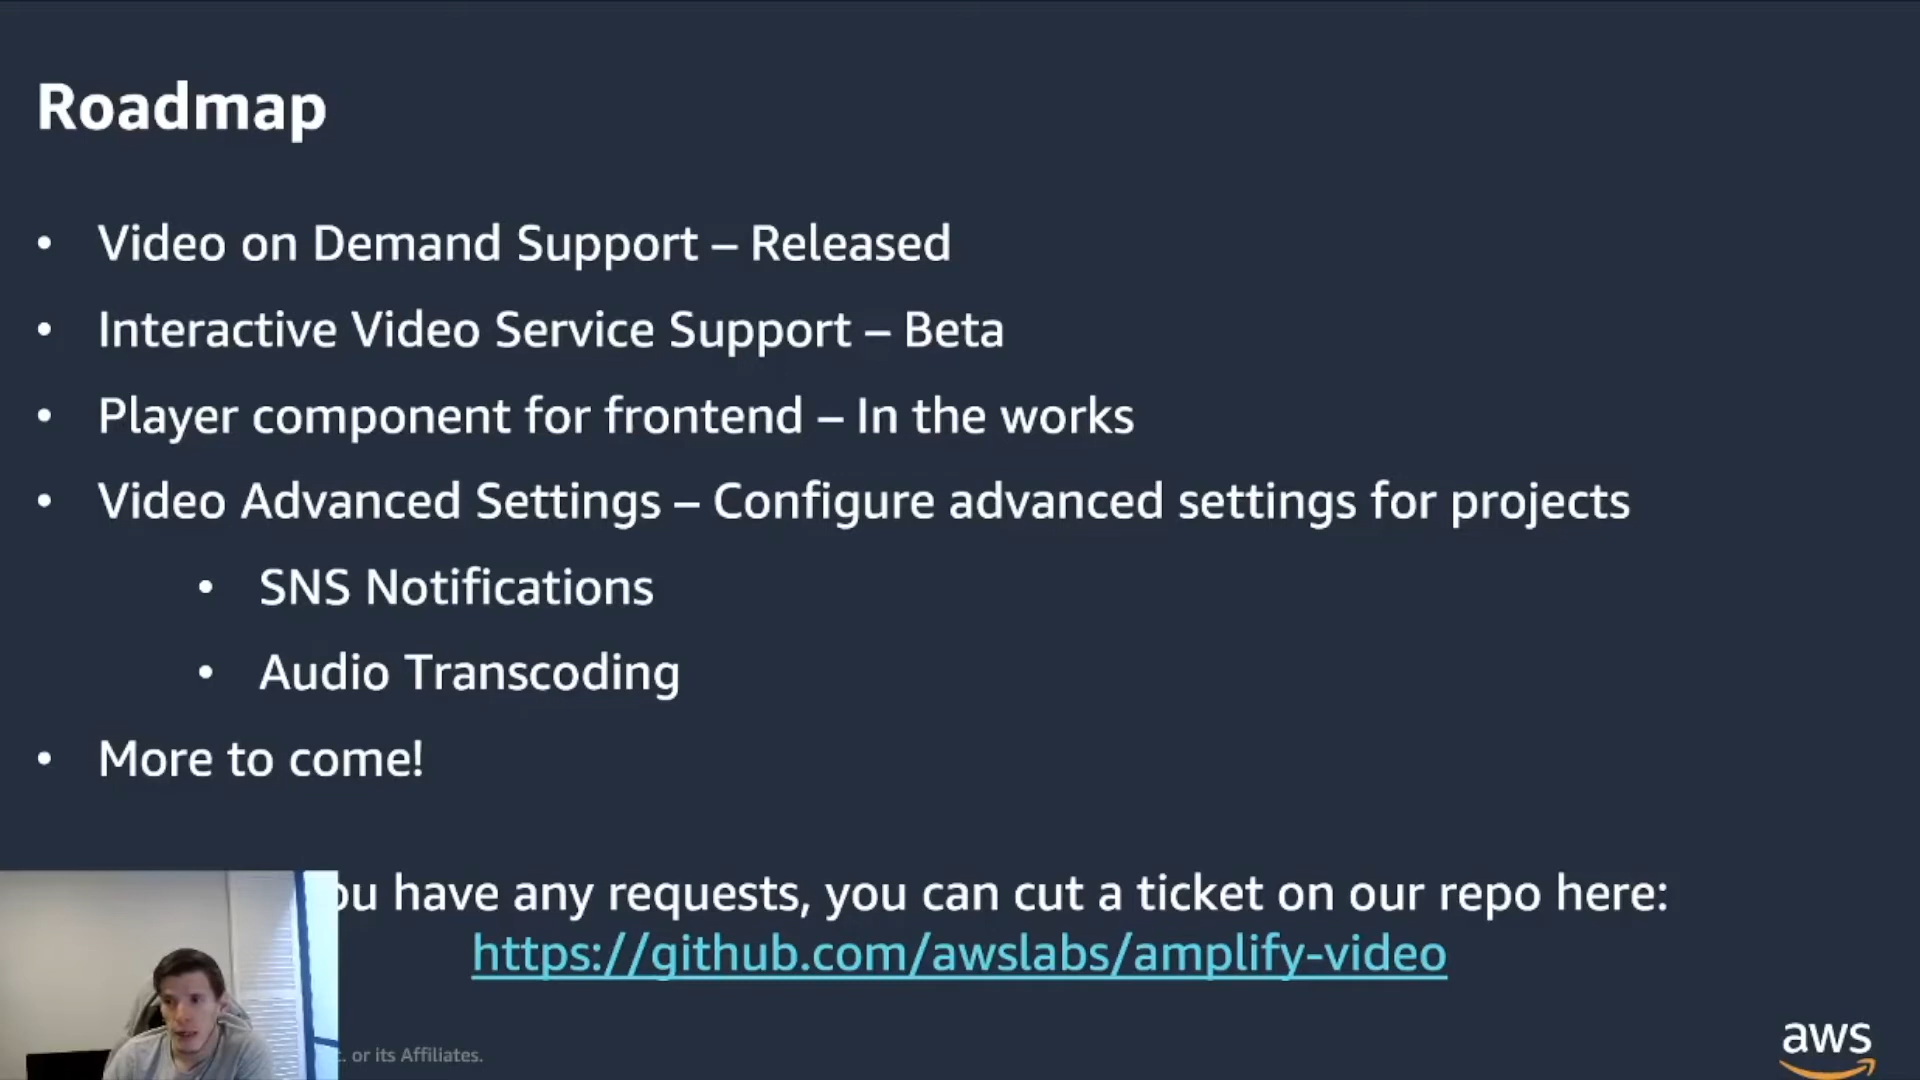 Roadmap
• Video on Demand Support – Released
• Interactive Video Service Support – Beta
• Player component for frontend – In the works
• Video Advanced Settings – Configure advanced settings for projects
• SNS Notifications
• Audio Transcoding
• More to come!
have any requests, you can cut a ticket on our repo here:
https://github.com/awslabs/amplify-video
or its Affiliates.
aws